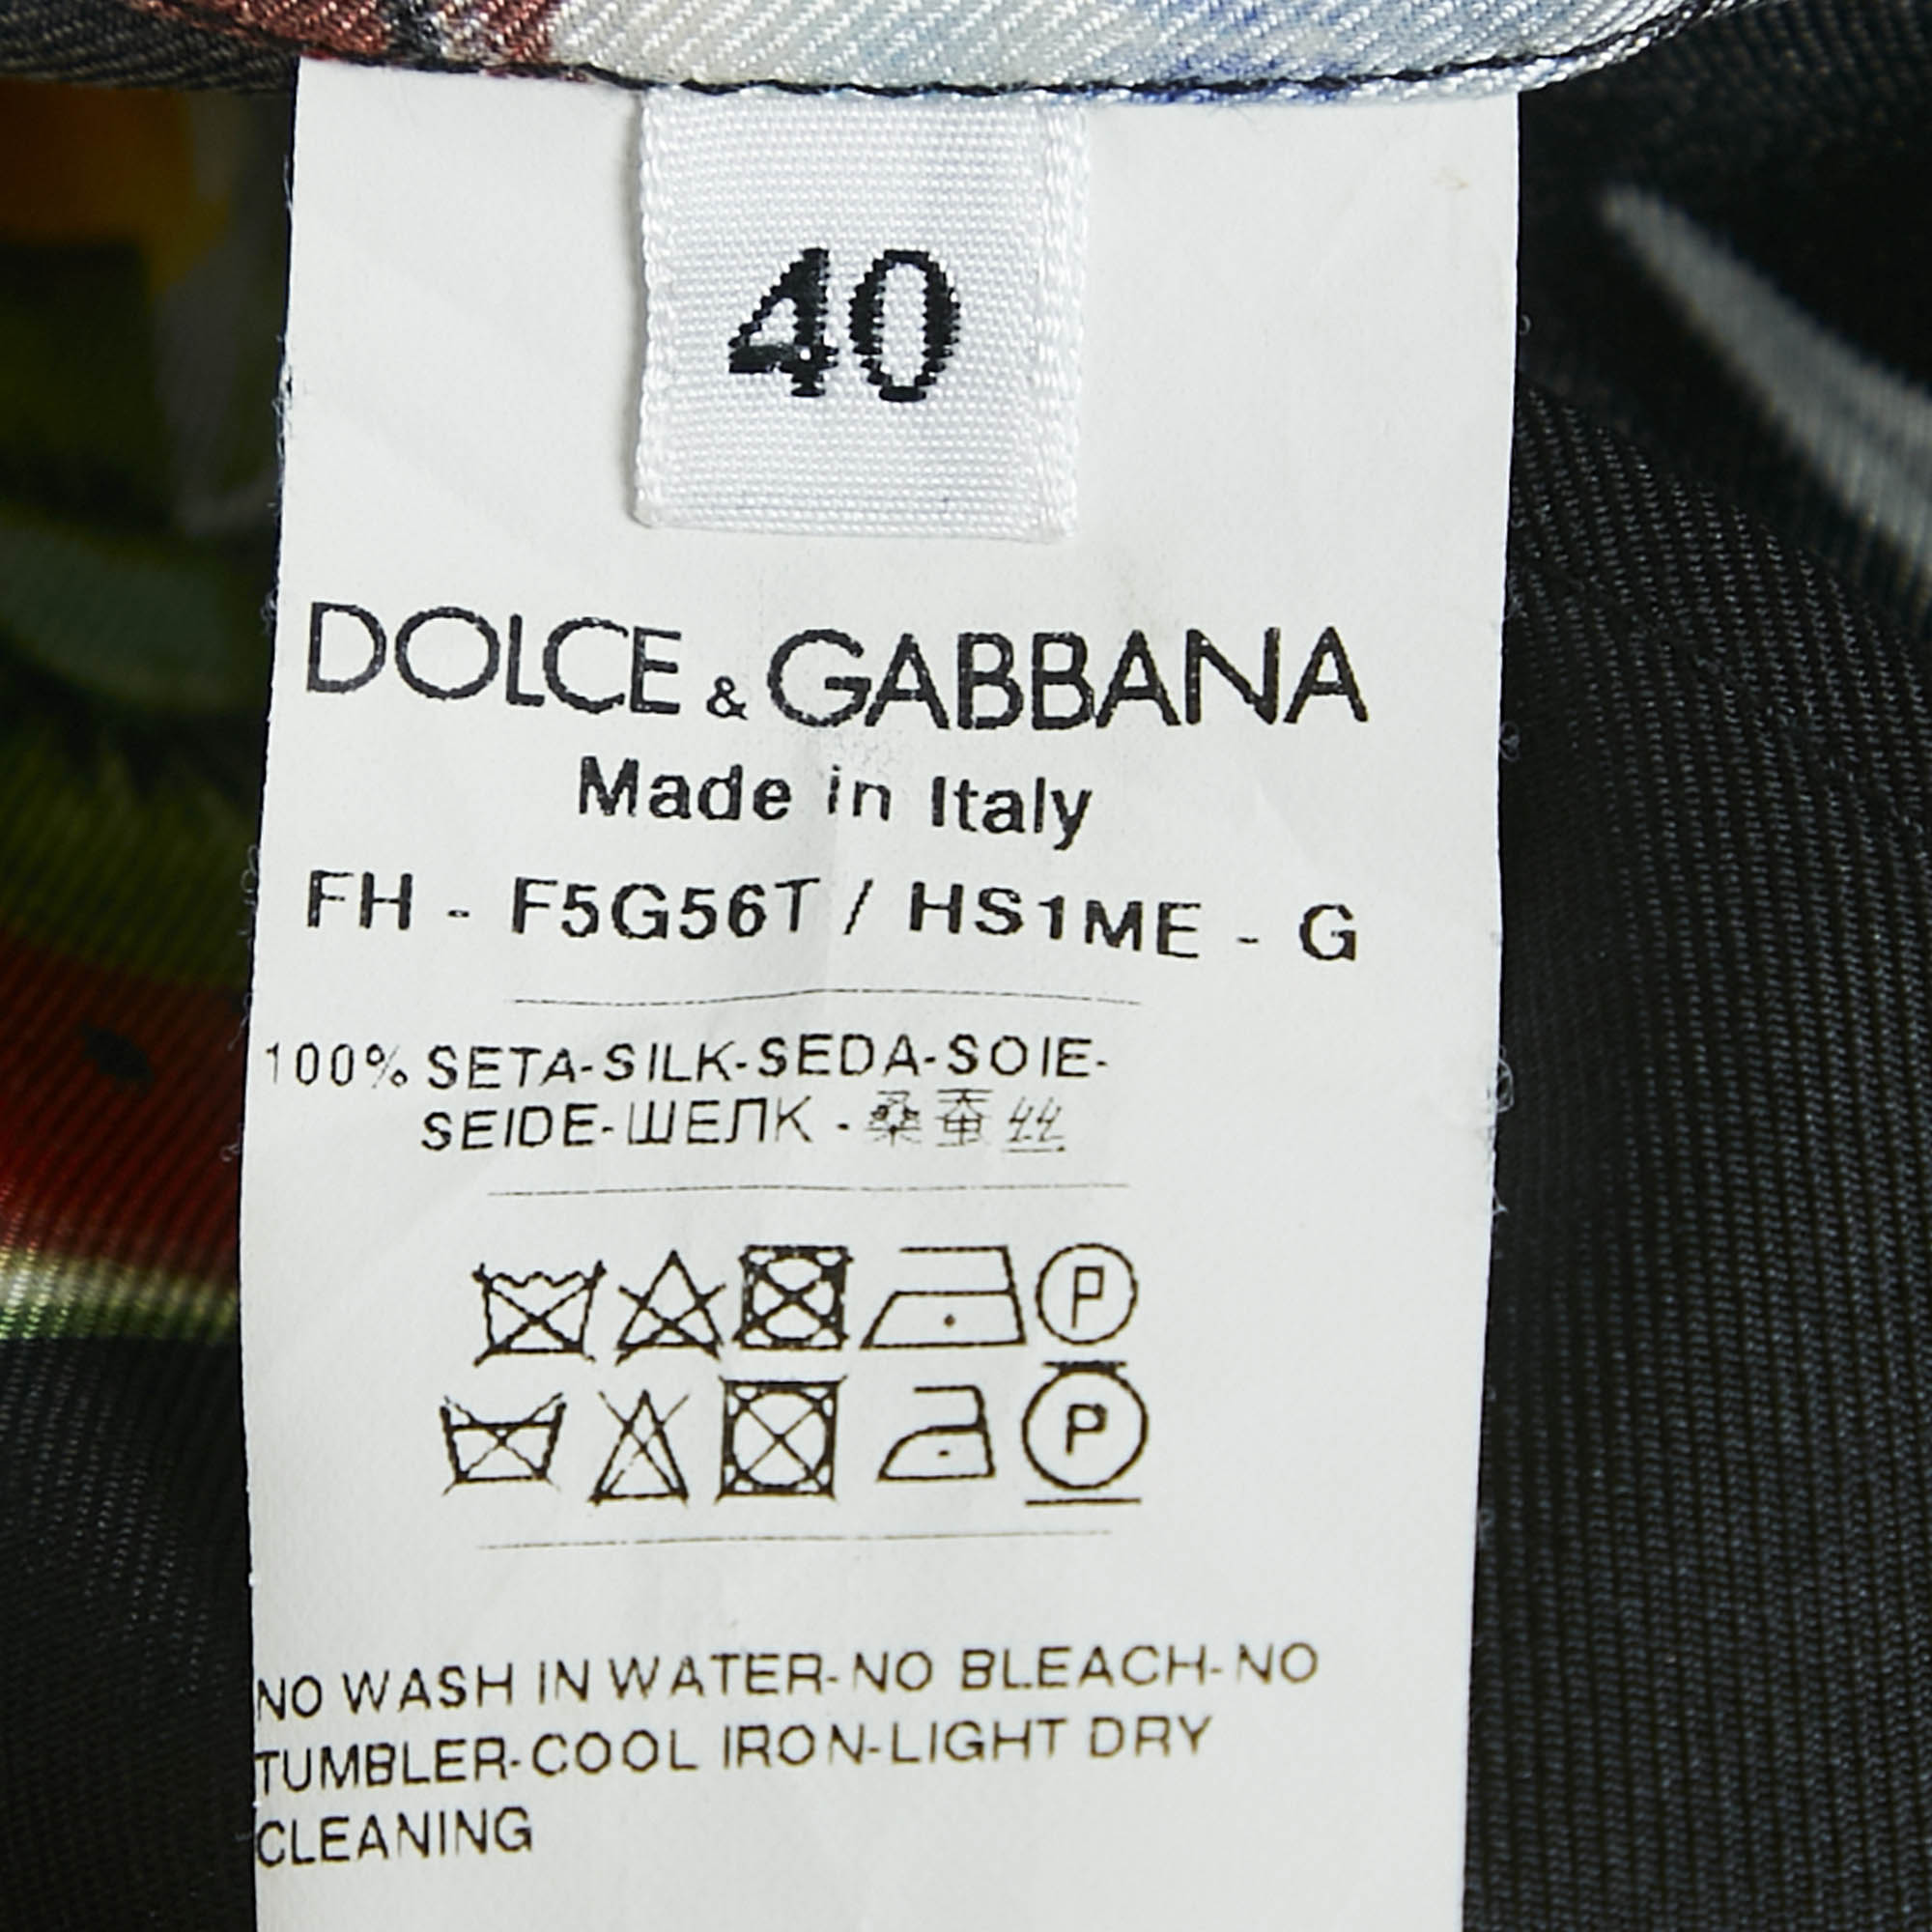 40
DOLCE & GABBANA
Made in Italy
FH - F5G56T / HS1ME - G
100% SETA-SILK-SEDA-SOIE-
SEIDE-ШЕЛК - 桑蚕丝
P
P
NO WASH IN WATER-NO BLEACH-NO
TUMBLER-COOL IRON-LIGHT DRY
CLEANING